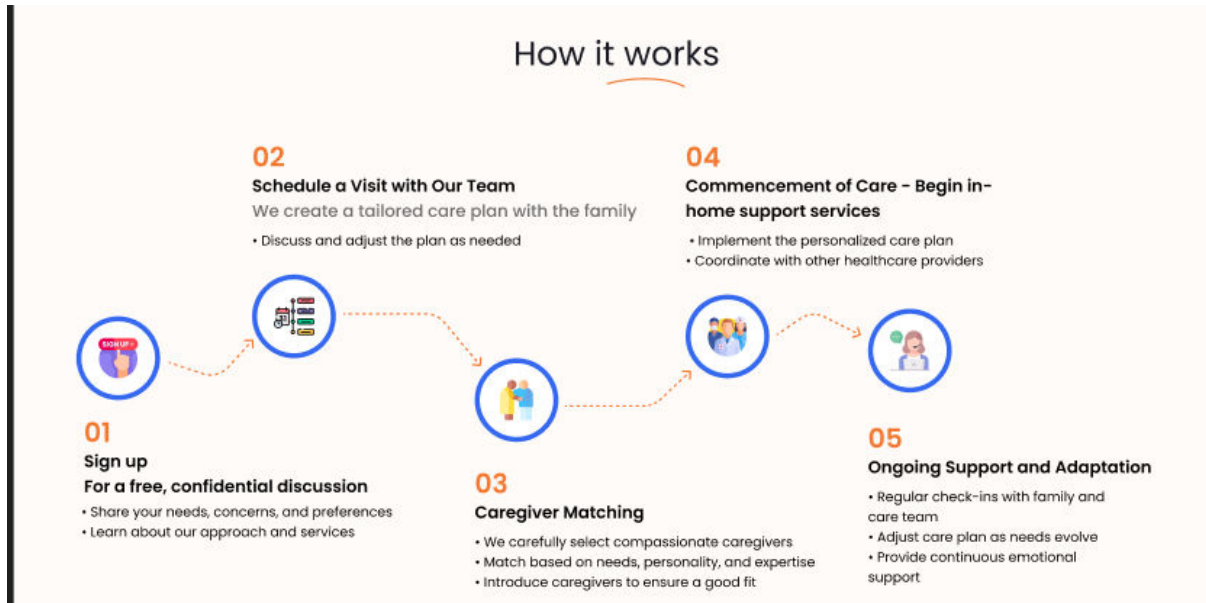 How it works
01
Sign up
For a free, confidential discussion
• Share your needs, concerns, and preferences
• Learn about our approach and services
02
Schedule a Visit with Our Team
We create a tailored care plan with the family
• Discuss and adjust the plan as needed
03
Caregiver Matching
• We carefully select compassionate caregivers
• Match based on needs, personality, and expertise
• Introduce caregivers to ensure a good fit
04
Commencement of Care - Begin in-
home support services
• Implement the personalized care plan
• Coordinate with other healthcare providers
05
Ongoing Support and Adaptation
• Regular check-ins with family and
care team
• Adjust care plan as needs evolve
• Provide continuous emotional
support
SIGN UP